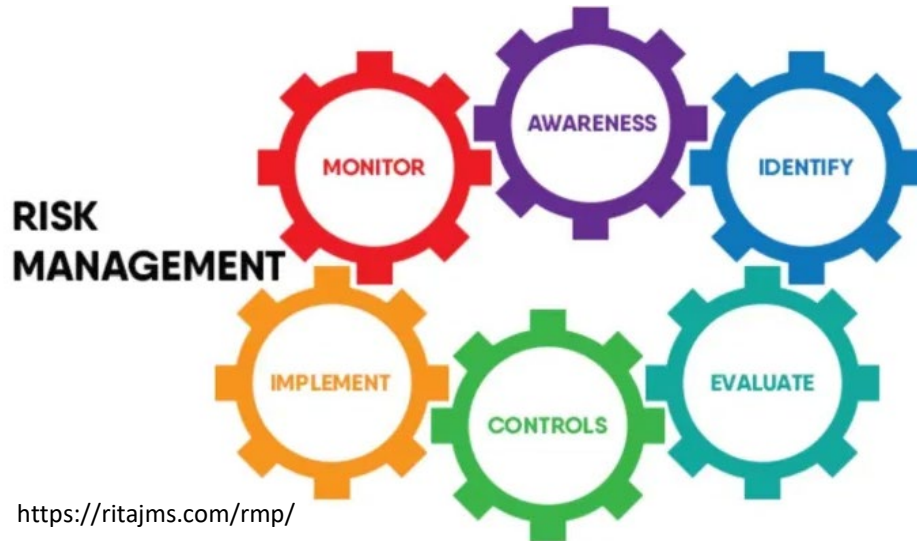 RISK
MANAGEMENT
MONITOR
AWARENESS
IDENTIFY
EVALUATE
CONTROLS
IMPLEMENT
https://ritajms.com/rmp/